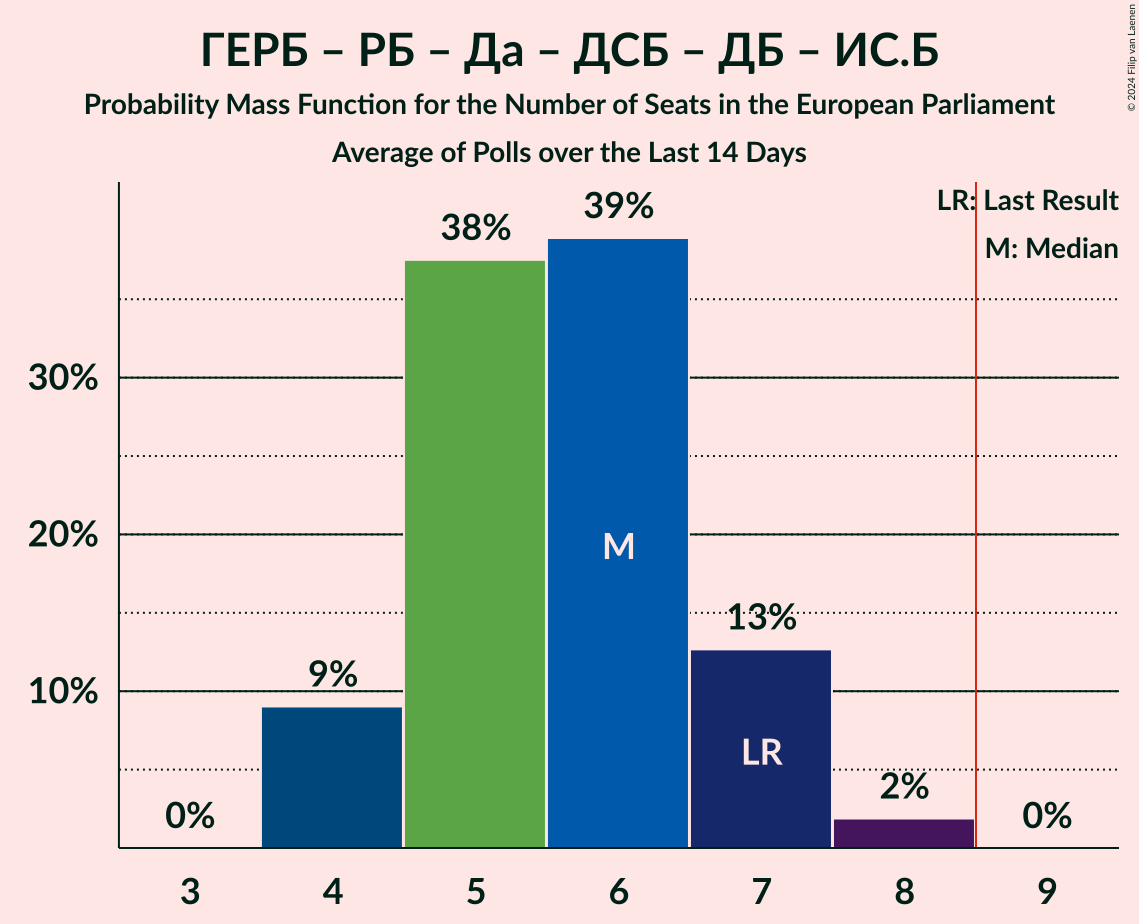 ГЕРБ – РБ – Да – ДСБ – ДБ – ИС.Б
Probability Mass Function for the Number of Seats in the European Parliament
Average of Polls over the Last 14 Days
© 2024 Filip van Laenen
LR: Last Result
M: Median
39%
38%
30%
20%
M
13%
10%
9%
LR
2%
0%
0%
3 4 5 6 7 8 9